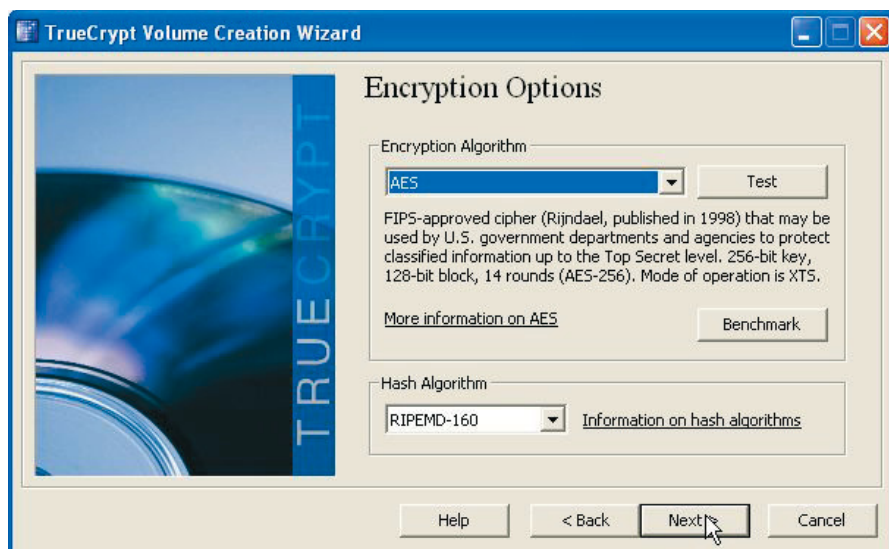 TrueCrypt Volume Creation Wizard
TRUECRYPT
Encryption Options
Encryption Algorithm
AES
Test
FIPS-approved cipher (Rijndael, published in 1998) that may be
used by U.S. government departments and agencies to protect
classified information up to the Top Secret level. 256-bit key,
128-bit block, 14 rounds (AES-256). Mode of operation is XTS.
More information on AES
Benchmark
Hash Algorithm
RIPEMD-160
Information on hash algorithms
Help
< Back
Next >
Cancel